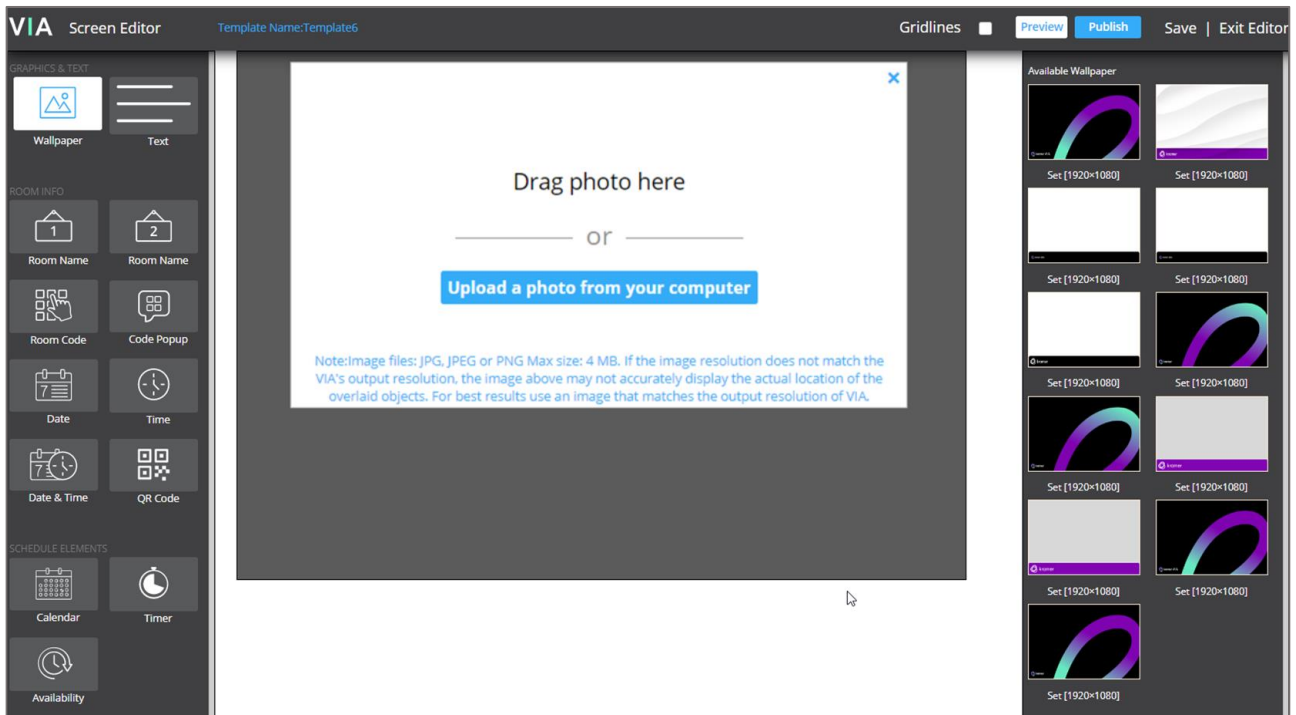 VIA Screen Editor
Template Name:Template6
Gridlines
Preview
Publish
Save | Exit Editor
GRAPHICS & TEXT
Wallpaper
Text
ROOM INFO
1
2
Room Name
Room Name
Room Code
Code Popup
7
Date
Time
7
Date & Time
QR Code
SCHEDULE ELEMENTS
Calendar
Timer
Availability
×
Drag photo here
or
Upload a photo from your computer
Note:Image files: JPG, JPEG or PNG Max size: 4 MB. If the image resolution does not match the
VIA's output resolution, the image above may not accurately display the actual location of the
overlaid objects. For best results use an image that matches the output resolution of VIA.
Available Wallpaper
Set [1920×1080]
Set [1920×1080]
Set [1920×1080]
Set [1920×1080]
Set [1920×1080]
Set [1920×1080]
Set [1920×1080]
Set [1920×1080]
Set [1920×1080]
Set [1920×1080]
Set [1920×1080]